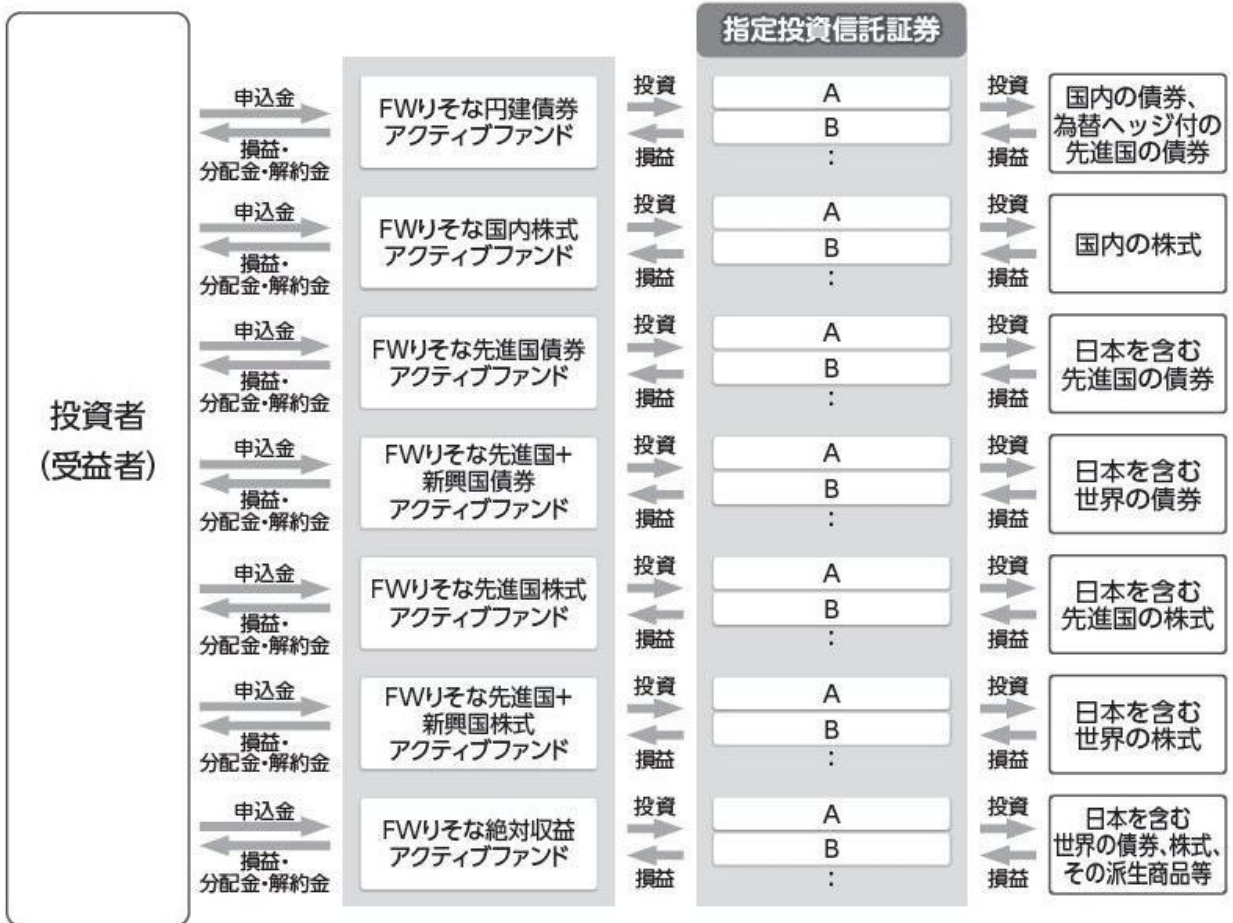 指定投資信託証券
投資者
(受益者)
申込金
損益・
分配金・解約金
FWりそな円建債券
アクティブファンド
投資
損益
A
B
:
投資
損益
国内の債券、
為替ヘッジ付の
先進国の債券
申込金
損益・
分配金・解約金
FWりそな国内株式
アクティブファンド
投資
損益
A
B
:
投資
損益
国内の株式
申込金
損益・
分配金・解約金
FWりそな先進国債券
アクティブファンド
投資
損益
A
B
:
投資
損益
日本を含む
先進国の債券
申込金
損益・
分配金・解約金
FWりそな先進国+
新興国債券
アクティブファンド
投資
損益
A
B
:
投資
損益
日本を含む
世界の債券
申込金
損益・
分配金・解約金
FWりそな先進国株式
アクティブファンド
投資
損益
A
B
:
投資
損益
日本を含む
先進国の株式
申込金
損益・
分配金・解約金
FWりそな先進国+
新興国株式
アクティブファンド
投資
損益
A
B
:
投資
損益
日本を含む
世界の株式
申込金
損益・
分配金・解約金
FWりそな絶対収益
アクティブファンド
投資
損益
A
B
:
投資
損益
日本を含む
世界の債券、株式、
その派生商品等